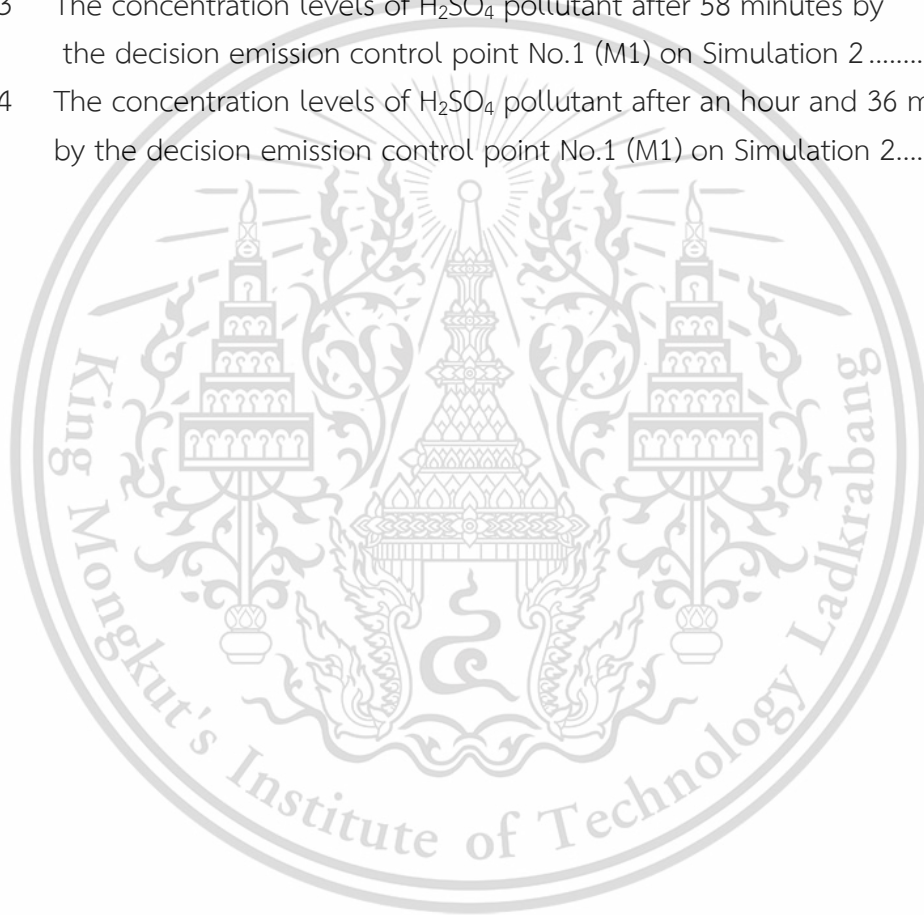 3 The concentration levels of H₂SO₄ pollutant after 58 minutes by
the decision emission control point No.1 (M1) on Simulation 2........
4 The concentration levels of H₂SO₄ pollutant after an hour and 36 m
by the decision emission control point No.1 (M1) on Simulation 2....
King Mongkut's Institute of Technology Ladkrabang